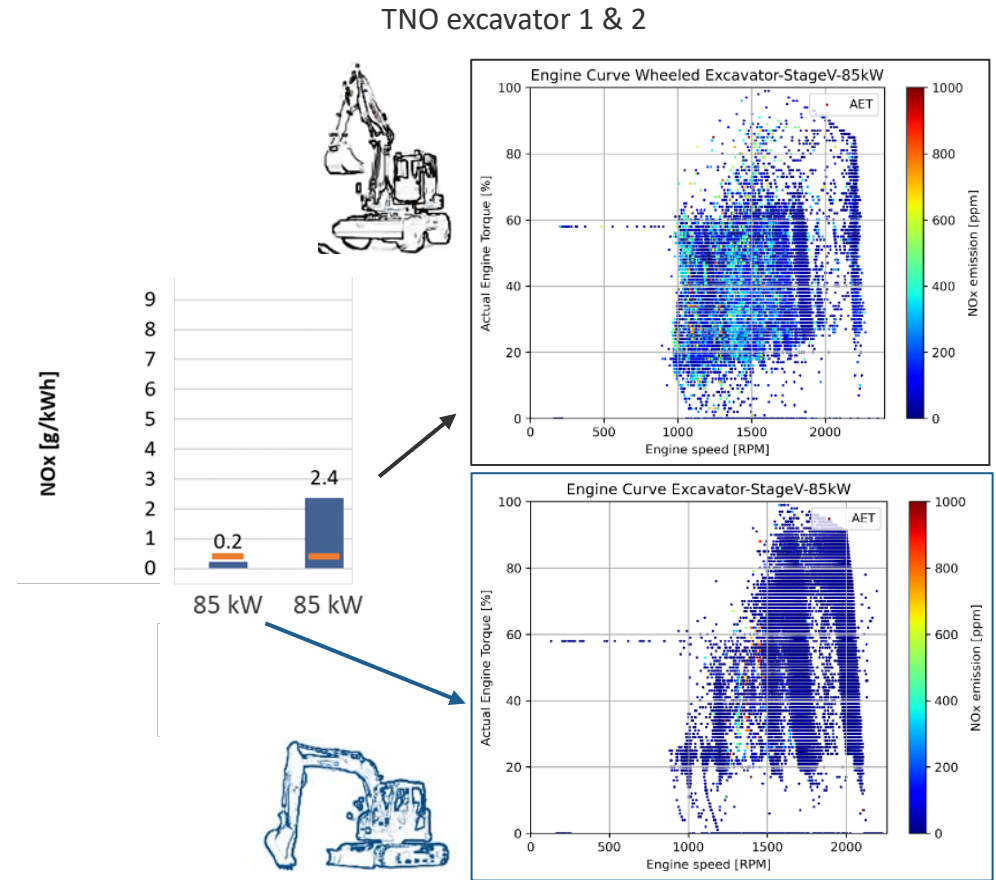 TNO excavator 1 & 2
Engine Curve Wheeled Excavator-StageV-85kW
AET
Actual Engine Torque [%]
100
80
60
40
20
0
0 500 1000 1500 2000
Engine speed [RPM]
1000
800
600
400
200
0
NOx emission [ppm]
NOx [g/kWh]
9
8
7
6
5
4
3
2
1
0
0.2
2.4
85 kW 85 kW
Engine Curve Excavator-StageV-85kW
AET
Actual Engine Torque [%]
100
80
60
40
20
0
0 500 1000 1500 2000
Engine speed [RPM]
1000
800
600
400
200
0
NOx emission [ppm]